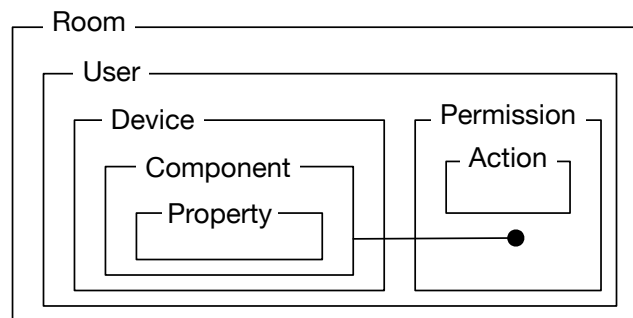 Room
User
Device
Permission
Component
Action
Property